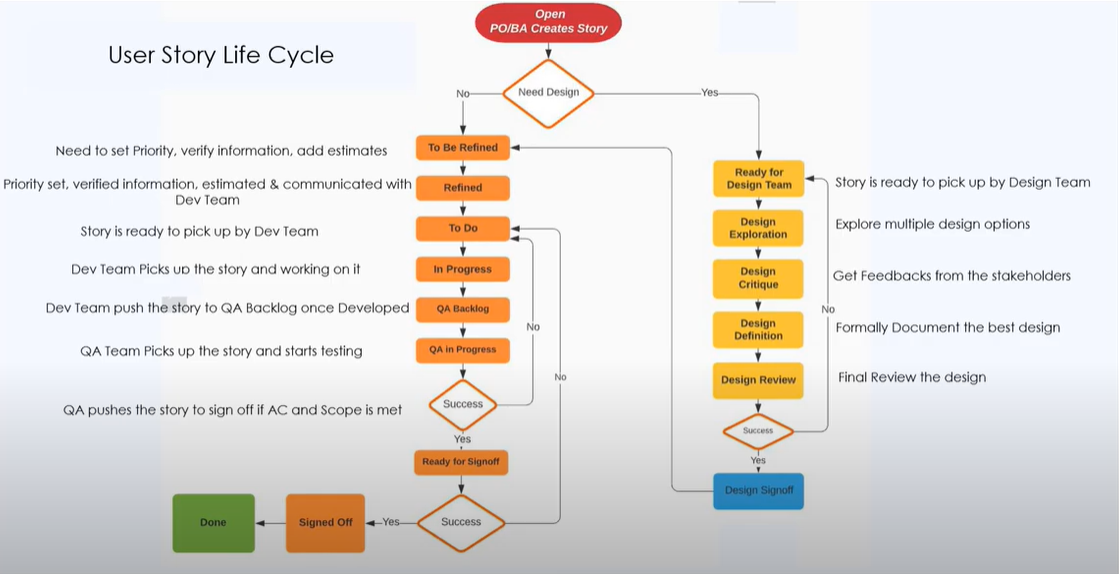 Open
PO/BA Creates Story
User Story Life Cycle
Need Design
No
Yes
To Be Refined
Need to set Priority, verify information, add estimates
Refined
Priority set, verified information, estimated & communicated with
Dev Team
To Do
Story is ready to pick up by Dev Team
In Progress
Dev Team Picks up the story and working on it
QA Backlog
Dev Team push the story to QA Backlog once Developed
QA in Progress
QA Team Picks up the story and starts testing
Success
QA pushes the story to sign off if AC and Scope is met
No
No
Yes
Ready for Signoff
Success
Yes
Signed Off
Done
Ready for
Design Team
Story is ready to pick up by Design Team
Design
Exploration
Explore multiple design options
Design
Critique
Get Feedbacks from the stakeholders
No
Design
Definition
Formally Document the best design
Design Review
Final Review the design
Success
Yes
Design Signoff